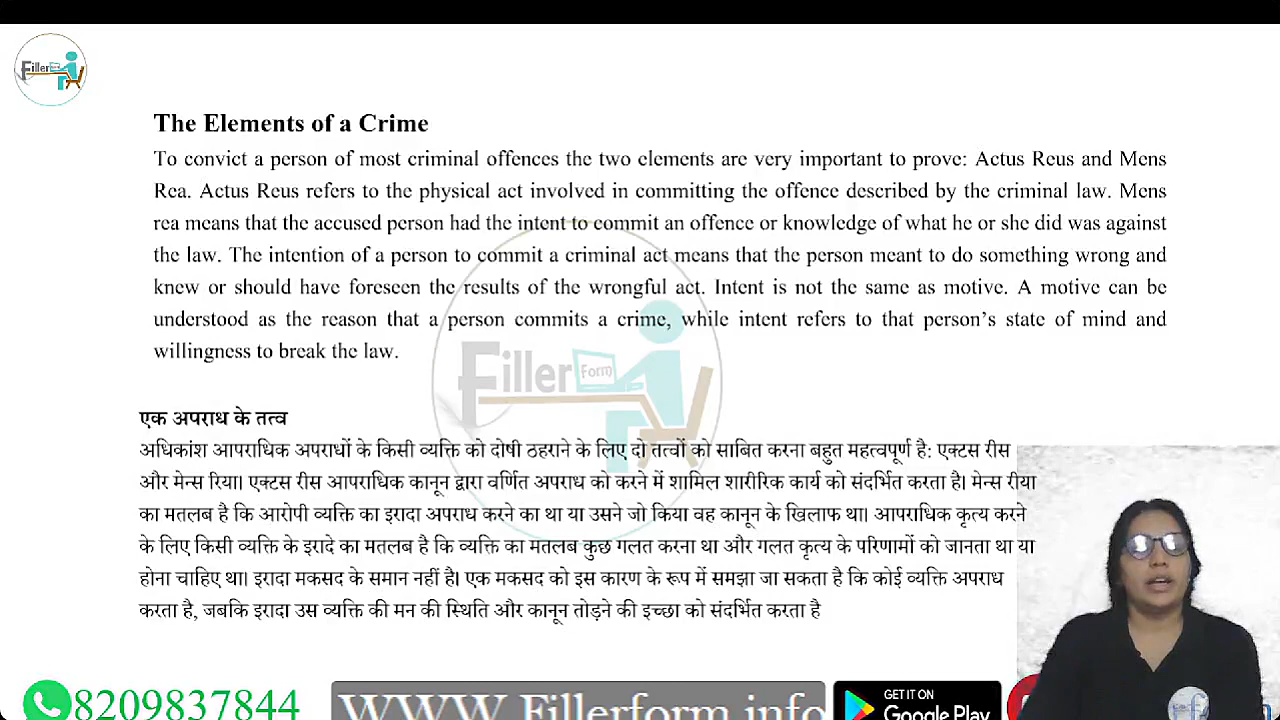 Filler
The Elements of a Crime
To convict a person of most criminal offences the two elements are very important to prove: Actus Reus and Mens
Rea. Actus Reus refers to the physical act involved in committing the offence described by the criminal law. Mens
rea means that the accused person had the intent to commit an offence or knowledge of what he or she did was against
the law. The intention of a person to commit a criminal act means that the person meant to do something wrong and
knew or should have foreseen the results of the wrongful act. Intent is not the same as motive. A motive can be
understood as the reason that a person commits a crime, while intent refers to that person’s state of mind and
willingness to break the law.
Filler Form
एक अपराध के तत्व
अधिकांश आपराधिक अपराधों के किसी व्यक्ति को दोषी ठहराने के लिए दो तत्वों को साबित करना बहुत महत्वपूर्ण है: एक्टस रीस
और मेन्स रिया। एक्टस रीस आपराधिक कानून द्वारा वर्णित अपराध को करने में शामिल शारीरिक कार्य को संदर्भित करता है। मेन्स रीया
का मतलब है कि आरोपी व्यक्ति का इरादा अपराध करने का था या उसने जो किया वह कानून के खिलाफ था। आपराधिक कृत्य करने
के लिए किसी व्यक्ति के इरादे का मतलब है कि व्यक्ति का मतलब कुछ गलत करना था और गलत कृत्य के परिणामों को जानता था या
होना चाहिए था। इरादा मकसद के समान नहीं है। एक मकसद को इस कारण के रूप में समझा जा सकता है कि कोई व्यक्ति अपराध
करता है, जबकि इरादा उस व्यक्ति की मन की स्थिति और कानून तोड़ने की इच्छा को संदर्भित करता है
8209837844
WWW.Fillerform.info
GET IT ON
Google Play